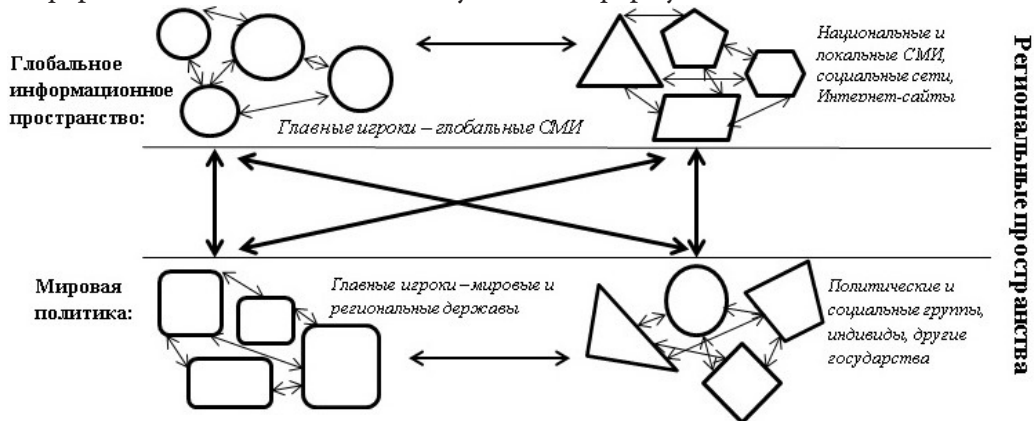 Глобальное
информационное
пространство:
Главные игроки – глобальные СМИ
Национальные и
локальные СМИ,
социальные сети,
Интернет-сайты
Региональные пространства
Мировая
политика:
Главные игроки – мировые и
региональные державы
Политические и
социальные группы,
индивиды, другие
государства